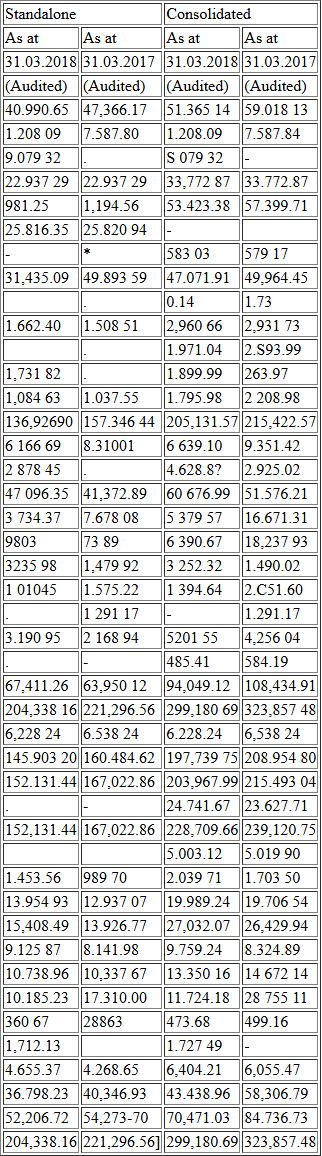 Standalone Consolidated
As at As at As at As at
31.03.2018 31.03.2017 31.03.2018 31.03.2017
(Audited) (Audited) (Audited) (Audited)
40.990.65 47,366.17 51.365 14 59.018 13
1.208 09 7.587.80 1.208.09 7.587.84
9.079 32 . S 079 32 -
22.937 29 22.937 29 33,772 87 33.772.87
981.25 1,194.56 53.423.38 57.399.71
25.816.35 25.820 94 -
- * 583 03 579 17
31,435.09 49.893 59 47.071.91 49,964.45
. 0.14 1.73
1.662.40 1.508 51 2,960 66 2,931 73
. 1.971.04 2.S93.99
1,731 82 . 1.899.99 263.97
1,084 63 1.037.55 1.795.98 2 208.98
136,92690 157.346 44 205,131.57 215,422.57
6 166 69 8.31001 6 639.10 9.351.42
2 878 45 . 4.628.8? 2.925.02
47 096.35 41,372.89 60 676.99 51.576.21
3 734.37 7.678 08 5 379 57 16.671.31
9803 73 89 6 390.67 18,237 93
3235 98 1,479 92 3 252.32 1.490.02
1 01045 1.575.22 1 394.64 2.C51.60
. 1 291 17 - 1.291.17
3.190 95 2 168 94 5201 55 4,256 04
. - 485.41 584.19
67,411.26 63,950 12 94,049.12 108,434.91
204,338 16 221,296.56 299,180 69 323,857 48
6,228 24 6.538 24 6.228.24 6,538 24
145.903 20 160.484.62 197,739 75 208.954 80
152.131.44 167,022.86 203,967.99 215.493 04
. - 24.741.67 23.627.71
152,131.44 167,022.86 228,709.66 239,120.75
5.003.12 5.019 90
1.453.56 989 70 2.039 71 1.703 50
13.954 93 12.937 07 19.989.24 19.706 54
15,408.49 13.926.77 27,032.07 26,429.94
9.125 87 8.141.98 9.759.24 8.324.89
10.738.96 10,337 67 13.350 16 14 672 14
10.185.23 17.310.00 11.724.18 28 755 11
360 67 28863 473.68 499.16
1,712.13 1.727 49 -
4.655.37 4.268.65 6,404.21 6,055.47
36.798.23 40,346.93 43.438.96 58,306.79
52,206.72 54,273-70 70,471.03 84.736.73
204,338.16 221,296.56] 299,180.69 323,857.48